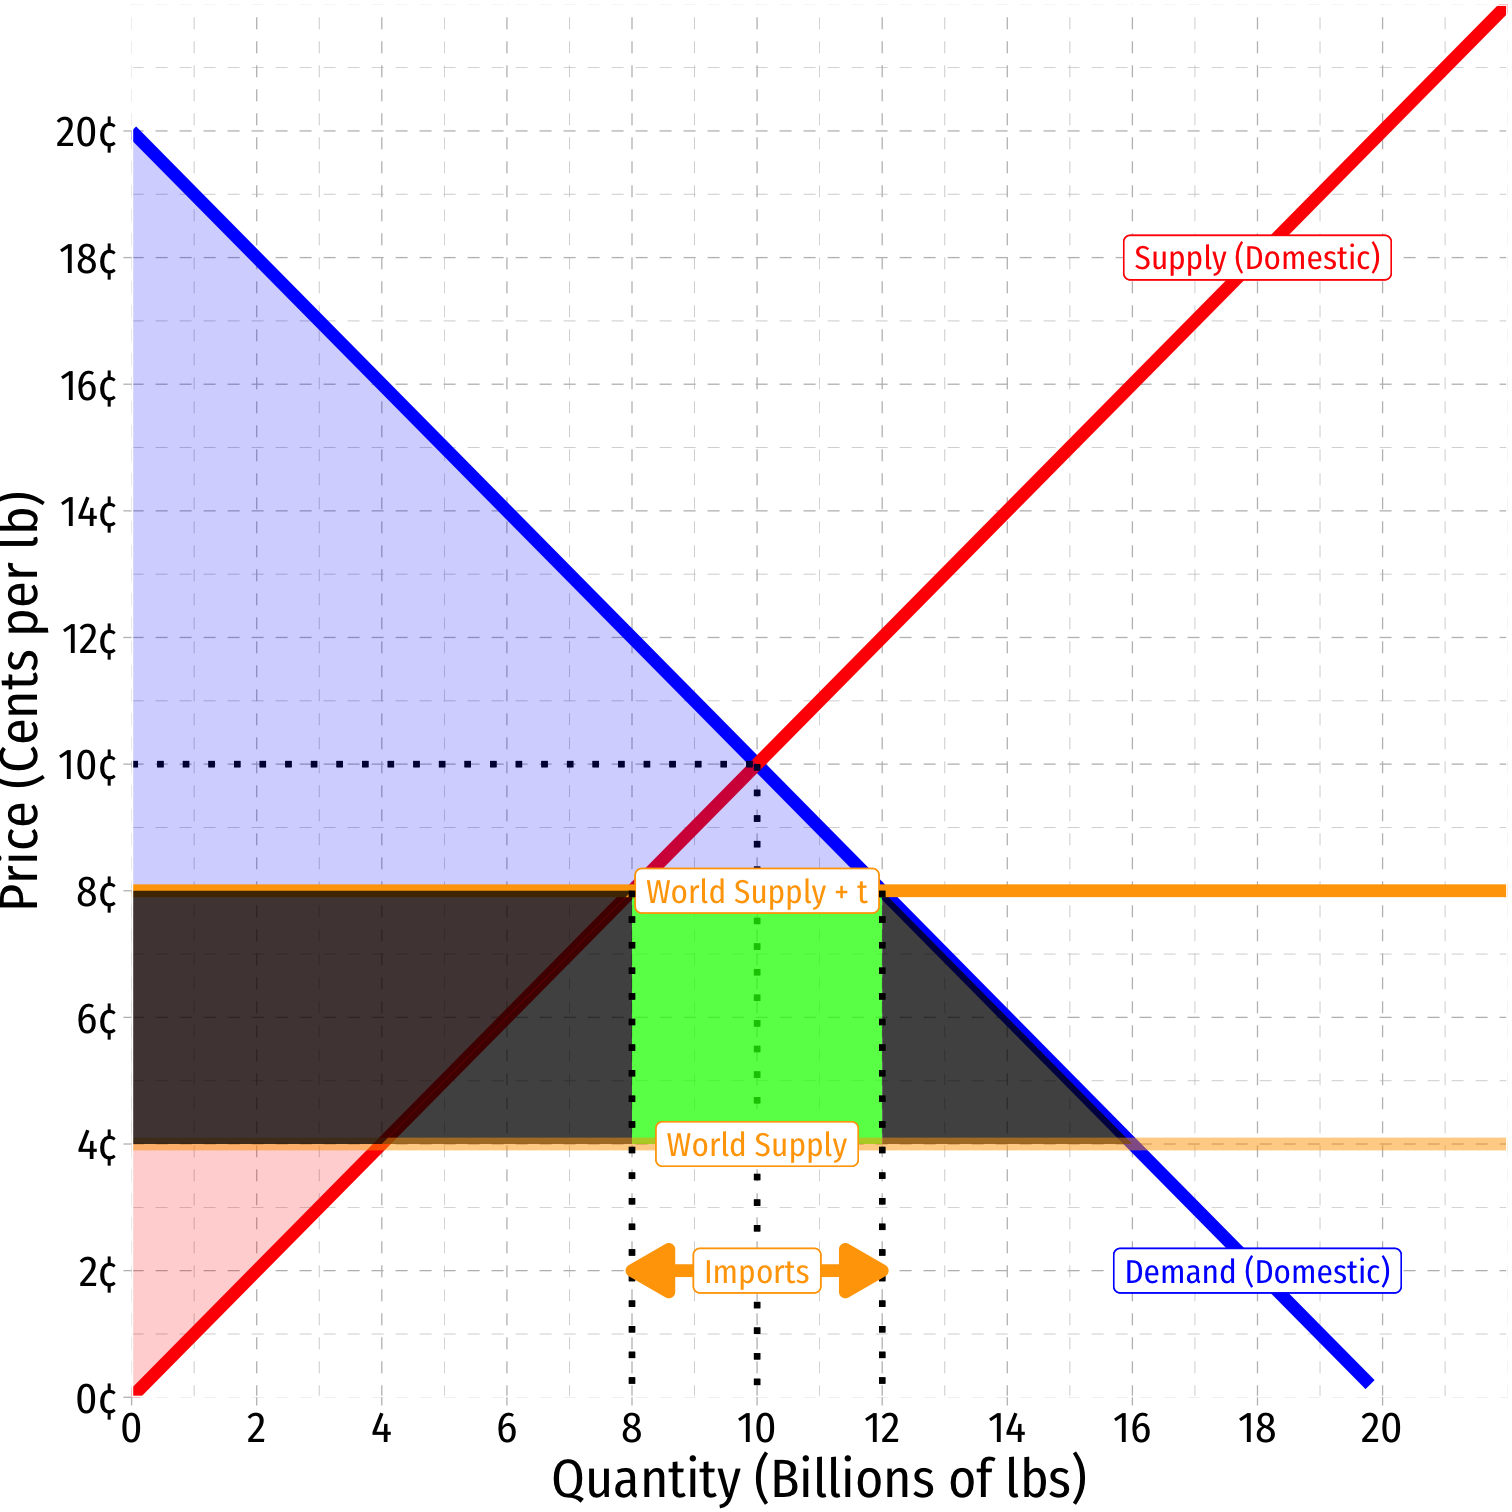 Price (Cents per lb)
20¢
18¢
16¢
14¢
12¢
10¢
8¢
6¢
4¢
2¢
0¢
Supply (Domestic)
World Supply + t
World Supply
Imports
Demand (Domestic)
0 2 4 6 8 10 12 14 16 18 20
Quantity (Billions of lbs)